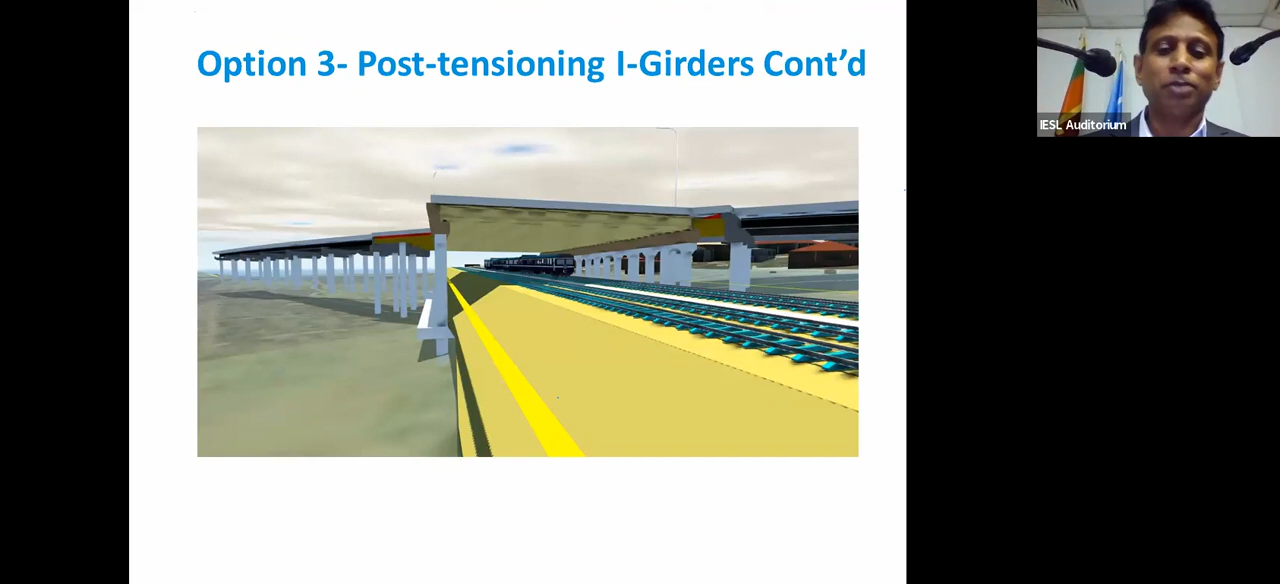 Option 3- Post-tensioning I-Girders Cont’d
IESL Auditorium